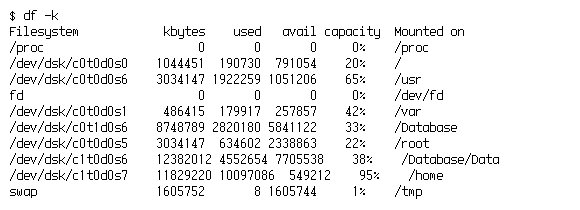 $ df -k
Filesystem            kbytes    used   avail capacity  Mounted on
/proc                      0       0       0     0%    /proc
/dev/dsk/c0t0d0s0    1044451  190730  791054    20%    /
/dev/dsk/c0t0d0s6    3034147 1922259 1051206    65%    /usr
fd                         0       0       0     0%    /dev/fd
/dev/dsk/c0t0d0s1     486415  179917  257857    42%    /var
/dev/dsk/c0t1d0s6    8748789 2820180 5841122    33%    /Database
/dev/dsk/c0t0d0s5    3034147  634602 2338863    22%    /root
/dev/dsk/c1t0d0s6    12382012 4552654 7705538    38%    /Database/Data
/dev/dsk/c1t0d0s7    11829220 10097086  549212    95%    /home
swap                 1605752       8 1605744     1%    /tmp